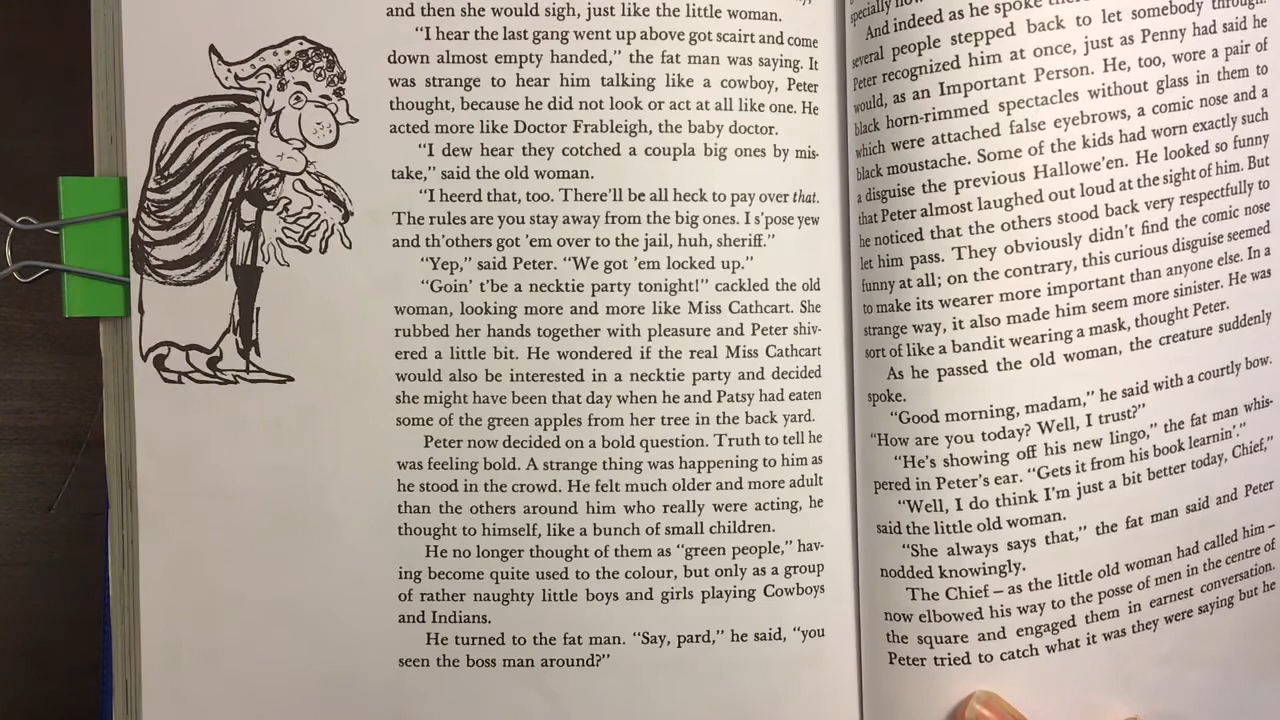 and then she would sigh, just like the little woman.
“I hear the last gang went up above got scairt and come
down almost empty handed,” the fat man was saying. It
was strange to hear him talking like a cowboy, Peter
thought, because he did not look or act at all like one. He
acted more like Doctor Frableigh, the baby doctor.
“I dew hear they cotched a coupla big ones by mis-
take,” said the old woman.
“I heerd that, too. There’ll be all heck to pay over that.
The rules are you stay away from the big ones. I s’pose yew
and th’others got ’em over to the jail, huh, sheriff.”
“Yep,” said Peter. “We got ’em locked up.”
“Goin’ t’be a necktie party tonight!” cackled the old
woman, looking more and more like Miss Cathcart. She
rubbed her hands together with pleasure and Peter shiv-
ered a little bit. He wondered if the real Miss Cathcart
would also be interested in a necktie party and decided
she might have been that day when he and Patsy had eaten
some of the green apples from her tree in the back yard.
Peter now decided on a bold question. Truth to tell he
was feeling bold. A strange thing was happening to him as
he stood in the crowd. He felt much older and more adult
than the others around him who really were acting, he
thought to himself, like a bunch of small children.
He no longer thought of them as “green people,” hav-
ing become quite used to the colour, but only as a group
of rather naughty little boys and girls playing Cowboys
and Indians.
He turned to the fat man. “Say, pard,” he said, “you
seen the boss man around?”
specially
And indeed as he spoke
several people stepped back to let somebody through.
Peter recognized him at once, just as Penny had said he
would, as an Important Person. He, too, wore a pair of
black horn-rimmed spectacles without glass in them to
which were attached false eyebrows, a comic nose and a
black moustache. Some of the kids had worn exactly such
a disguise the previous Hallowe’en. He looked so funny
that Peter almost laughed out loud at the sight of him. But
he noticed that the others stood back very respectfully to
let him pass. They obviously didn’t find the comic nose
funny at all; on the contrary, this curious disguise seemed
to make its wearer more important than anyone else. In a
strange way, it also made him seem more sinister. He was
sort of like a bandit wearing a mask, thought Peter.
As he passed the old woman, the creature suddenly
spoke.
“Good morning, madam,” he said with a courtly bow.
“How are you today? Well, I trust?”
“He’s showing off his new lingo,” the fat man whis-
pered in Peter’s ear. “Gets it from his book learnin’.”
“Well, I do think I’m just a bit better today, Chief,”
said the little old woman.
“She always says that,” the fat man said and Peter
nodded knowingly.
The Chief – as the little old woman had called him –
now elbowed his way to the posse of men in the centre of
the square and engaged them in earnest conversation.
Peter tried to catch what it was they were saying but he